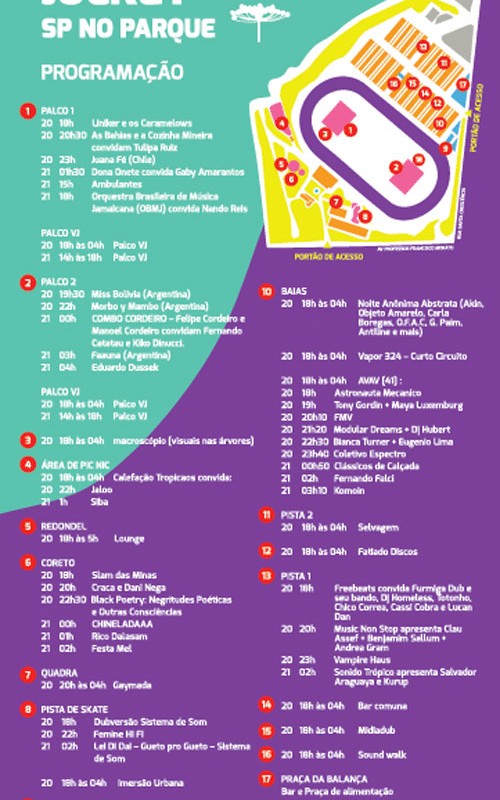 SP NO PARQUE
PROGRAMAÇÃO
1 PALCO 1
20 18h Uniker e os Caramelows
20 20h30 As Bahias e a Cozinha Mineira
convidam Tulipa Ruiz
20 23h Juana Fé (Chile)
21 01h30 Dona Onete convida Gaby Amarantos
21 15h Ambulantes
21 18h Orquestra Brasileira de Música
Jamaicana (OBMJ) convida Nando Reis
PALCO VJ
20 18h às 04h Palco VJ
21 14h às 18h Palco VJ
2 PALCO 2
20 19h30 Miss Bolivia (Argentina)
20 22h Morbo y Mambo (Argentina)
21 00h COMBO CORDEIRO – Felipe Cordeiro e
Manoel Cordeiro convidam Fernando
Catatau e Kiko Dinucci.
21 03h Faauna (Argentina)
21 04h Eduardo Dussek
PALCO VJ
20 18h às 04h Palco VJ
21 14h às 18h Palco VJ
3 20 18h às 04h macroscópio (visuais nas árvores)
4 ÁREA DE PIC NIC
20 18h às 04h Calefação Tropicaos convida:
20 22h Jaloo
21 1h Siba
5 REDONDEL
20 18h às 5h Lounge
6 CORETO
20 18h Slam das Minas
20 20h Craca e Dani Nega
20 22h30 Black Poetry: Negritudes Poéticas
e Outras Consciências
21 00h CHINELADAAA
21 01h Rico Dalasam
21 02h Festa Mel
7 QUADRA
20 20h às 04h Gaymada
8 PISTA DE SKATE
20 18h Dubversão Sistema de Som
20 22h Femine Hi Fi
21 02h Lei Di Dai – Gueto pro Gueto – Sistema
de Som
20 18h às 04h Imersão Urbana
PORTÃO DE ACESSO
PORTÃO DE ACESSO
AV. PROFESSOR FRANCISCO MORATO
10 BAIAS
20 18h às 04h Noite Anônima Abstrata (Akin,
Objeto Amarelo, Carla
Boregas, O.F.A.C, G. Paim,
Antiline e mais)
20 18h às 04h Vapor 324 – Curto Circuito
20 18h às 04h AVAV [41] :
20 18h Astronauta Mecanico
20 19h Tony Gordin + Maya Luxemburg
20 20h10 FMV
20 21h20 Modular Dreams + DJ Hubert
20 22h30 Bianca Turner + Eugenio Lima
20 23h40 Coletivo Espectro
21 00h50 Clássicos de Calçada
21 02h Fernando Falci
21 03h10 Komoin
11 PISTA 2
20 18h às 04h Selvagem
12 20 18h às 04h Fatiado Discos
13 PISTA 1
20 18h Freebeats convida Furmiga Dub e
seu bando, DJ Homeless, Totonho,
Chico Correa, Cassi Cobra e Lucan
Dan
20 20h Music Non Stop apresenta Clau
Assef + Benjamim Sallum +
Andrea Gram
20 23h Vampire Haus
21 02h Sonido Trópico apresenta Salvador
Araguaya e Kurup
14 20 18h às 04h Bar comuna
15 20 18h às 04h Midiadub
16 20 18h às 04h Sound walk
17 PRAÇA DA BALANÇA
Bar e Praça de alimentação